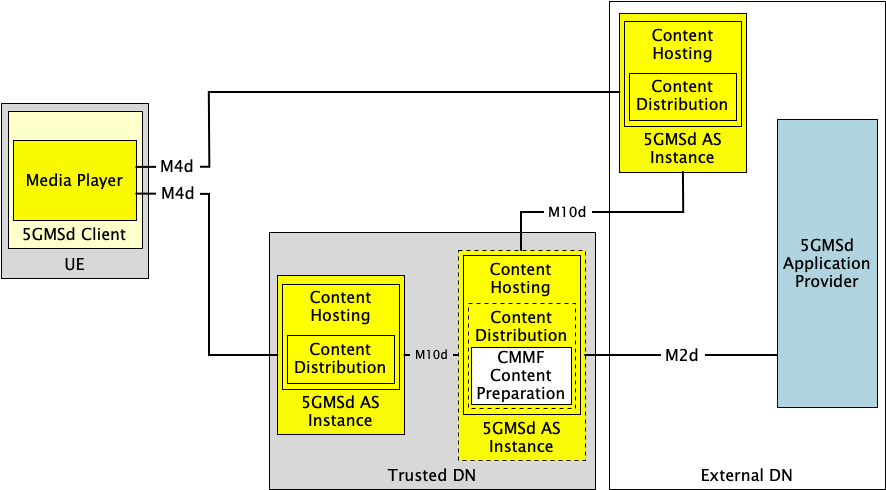 Content
Hosting
Content
Distribution
5GMSd AS
Instance
M4d
M4d
Media Player
5GMSd Client
UE
M10d
Content
Hosting
Content
Distribution
CMMF
Content
Preparation
5GMSd AS
Instance
Content
Hosting
Content
Distribution
5GMSd AS
Instance
M10d
M2d
5GMSd
Application
Provider
Trusted DN
External DN